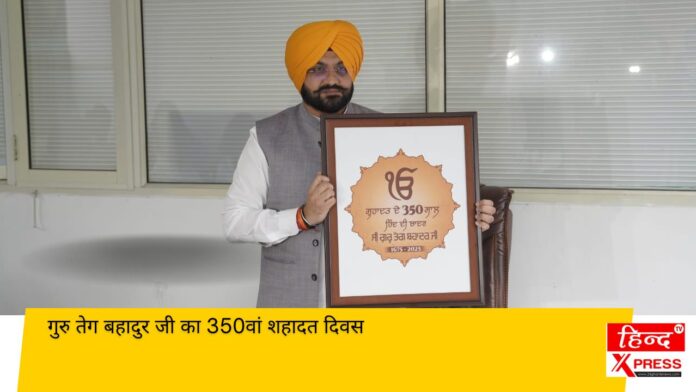 ੴ
ਸ਼ਹਾਦਤ ਦੇ 350 ਸਾਲ
ਹਿੰਦ ਦੀ ਚਾਦਰ
ਸ੍ਰੀ ਗੁਰੂ ਤੇਗ ਬਹਾਦਰ ਜੀ
1675 - 2025
गुरु तेग बहादुर जी का 350वां शहादत दिवस
हिन्द TV
XPRESS